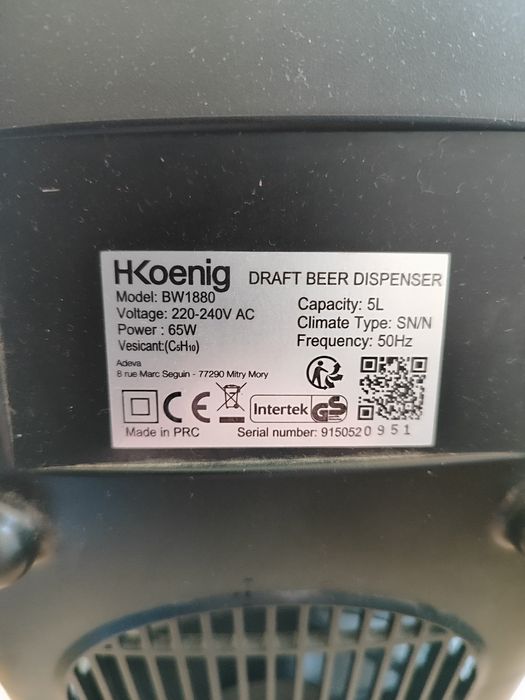 H.Koenig DRAFT BEER DISPENSER
Model: BW1880
Voltage: 220-240V AC
Power : 65W
Vesicant:(C₅H₁₀)
Capacity: 5L
Climate Type: SN/N
Frequency: 50Hz
Adeva
8 rue Marc Seguin - 77290 Mitry Mory
CE
Intertek
GS
Made in PRC
Serial number: 9150520951